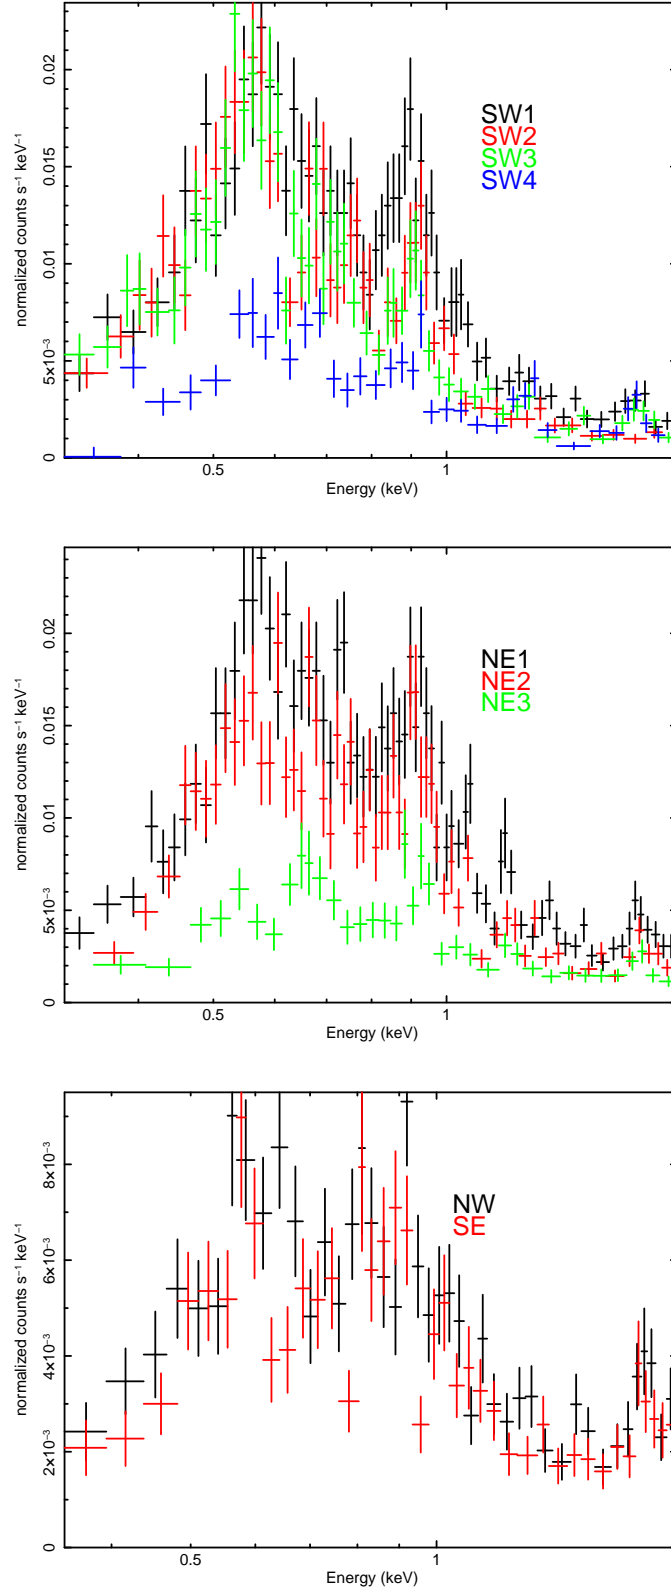 0.02
SW1
SW2
SW3
SW4
0.015
normalized counts s⁻¹ keV⁻¹
0.01
5×10⁻³
0
0.5 1
Energy (keV)
0.02
NE1
NE2
NE3
0.015
normalized counts s⁻¹ keV⁻¹
0.01
5×10⁻³
0
0.5 1
Energy (keV)
8×10⁻³
NW
SE
6×10⁻³
normalized counts s⁻¹ keV⁻¹
4×10⁻³
2×10⁻³
0
0.5 1
Energy (keV)